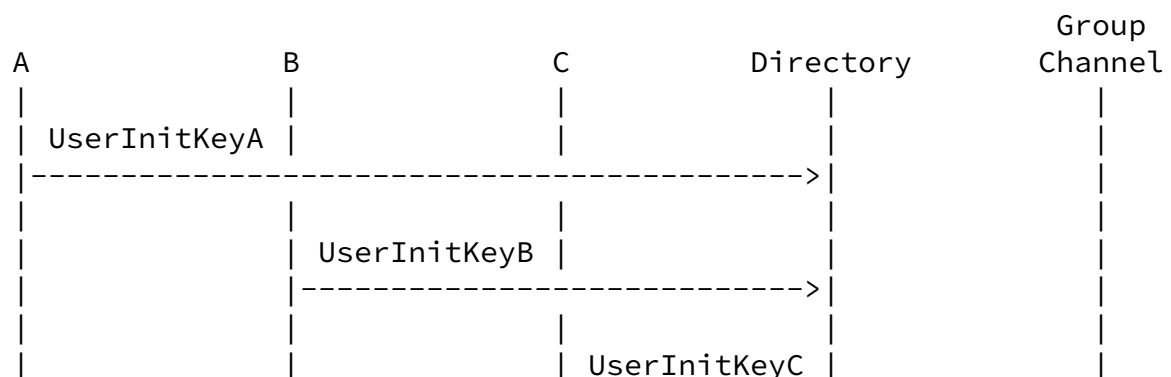 Group
A B C Directory Channel
| | | | |
| UserInitKeyA | | | |
|------------------------------------------->| |
| | | | |
| | UserInitKeyB | | |
| |---------------------------->| |
| | | | |
| | | UserInitKeyC | |